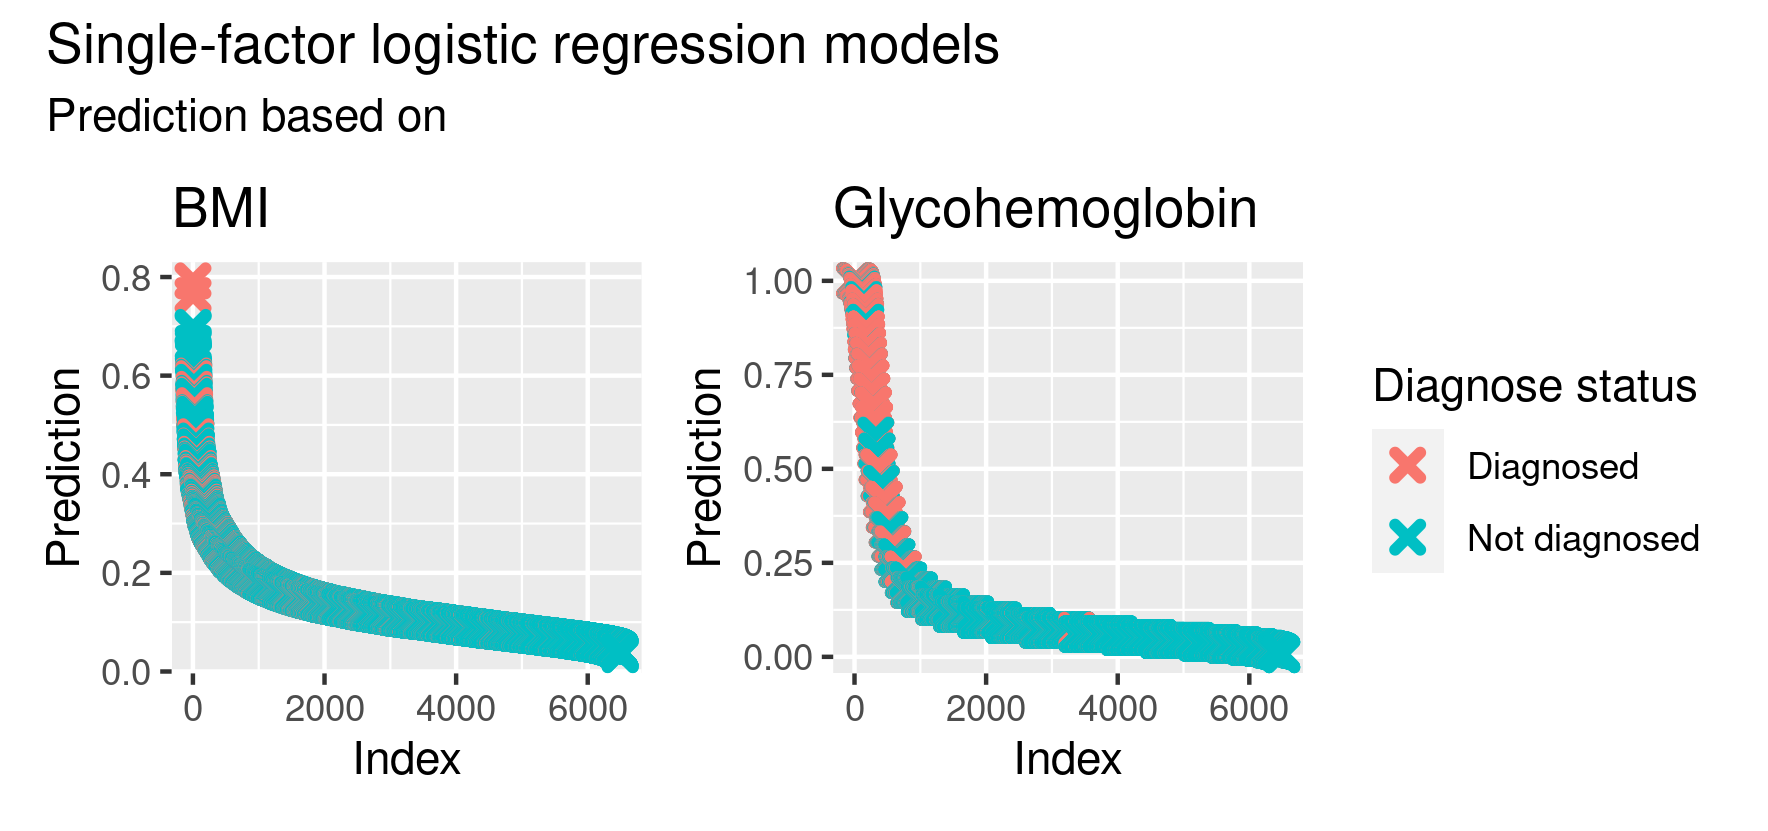 Single-factor logistic regression models
Prediction based on
BMI
Prediction
0.8
0.6
0.4
0.2
0.0
0 2000 4000 6000
Index
Glycohemoglobin
Prediction
1.00
0.75
0.50
0.25
0.00
0 2000 4000 6000
Index
Diagnose status
Diagnosed
Not diagnosed